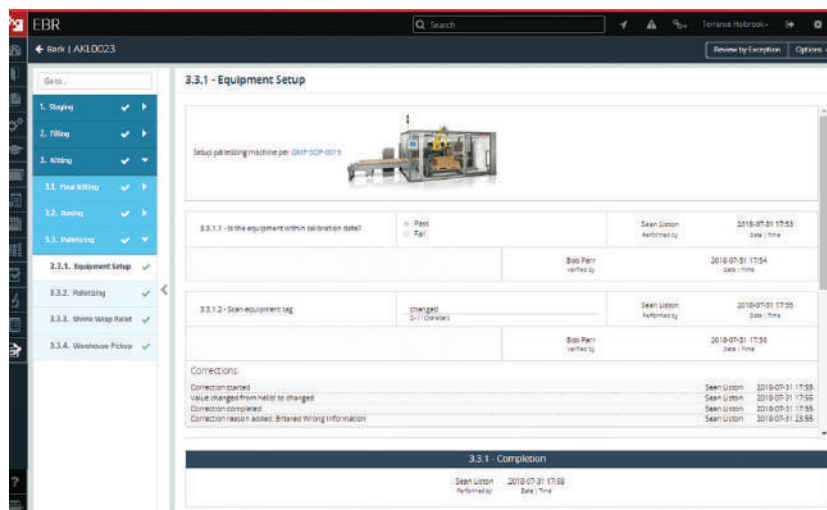 EBR
Search
Terrance Holbrook
Back | AKL0023
Review by Exception
Options
Go to...
3.3.1 - Equipment Setup
1. Staging
2. Filling
3. Kitting
3.1. Final Kitting
3.2. Boxing
3.3. Palletizing
3.3.1. Equipment Setup
3.3.2. Palletizing
3.3.3. Shrink Wrap Pallet
3.3.4. Warehouse Pickup
Setup palletizing machine per GMP-SOP-0019
3.3.1.1 - Is the equipment within calibration date?
Pass
Fail
Sean Liston
Performed by
2018-07-31 17:53
Date | Time
Bob Parr
Verified by
2018-07-31 17:54
Date | Time
3.3.1.2 - Scan equipment tag
changed
Sean Liston
Performed by
2018-07-31 17:55
Date | Time
Bob Parr
Verified by
2018-07-31 17:56
Date | Time
Corrections
Correction started Sean Liston 2018-07-31 17:55
Value changed from hello! to changed Sean Liston 2018-07-31 17:55
Correction completed Sean Liston 2018-07-31 17:55
Correction reason added: Entered Wrong Information Sean Liston 2018-07-31 23:55
3.3.1 - Completion
Sean Liston
Performed by
2018-07-31 17:58
Date | Time